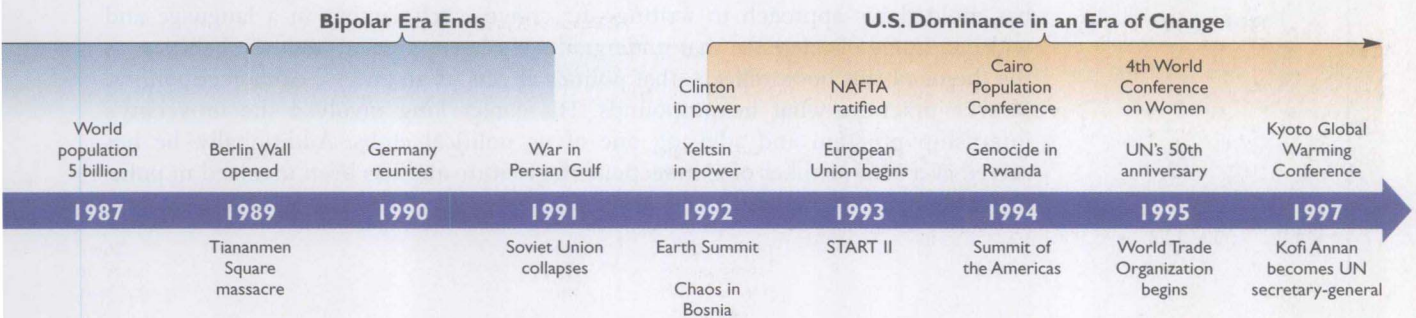 Bipolar Era Ends
U.S. Dominance in an Era of Change
World
population
5 billion
Berlin Wall
opened
Germany
reunites
War in
Persian Gulf
Clinton
in power
Yeltsin
in power
NAFTA
ratified
European
Union begins
Cairo
Population
Conference
Genocide in
Rwanda
4th World
Conference
on Women
UN's 50th
anniversary
Kyoto Global
Warming
Conference
1987 1989 1990 1991 1992 1993 1994 1995 1997
Tiananmen
Square
massacre
Soviet Union
collapses
Earth Summit
Chaos in
Bosnia
START II
Summit of
the Americas
World Trade
Organization
begins
Kofi Annan
becomes UN
secretary-general